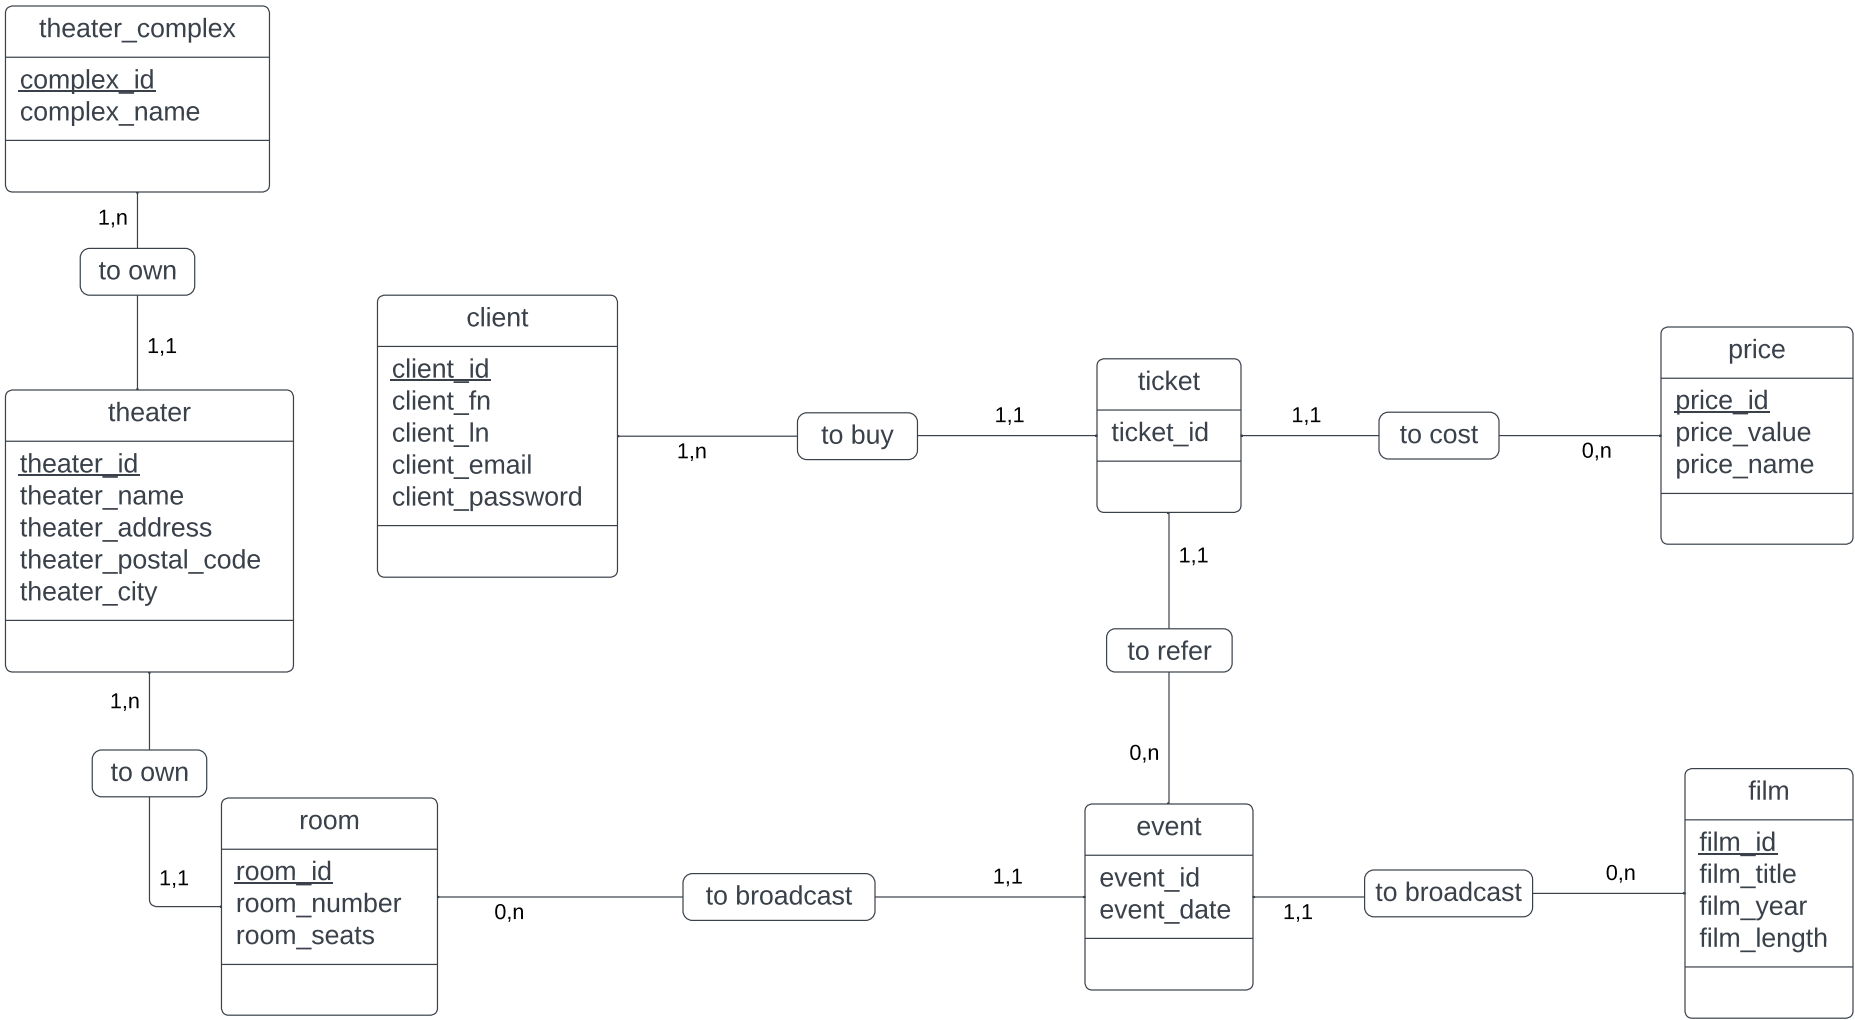 theater_complex
complex_id
complex_name
1,n
to own
1,1
theater
theater_id
theater_name
theater_address
theater_postal_code
theater_city
1,n
to own
1,1
room
room_id
room_number
room_seats
0,n
to broadcast
1,1
client
client_id
client_fn
client_ln
client_email
client_password
1,n
to buy
1,1
ticket
ticket_id
1,1
to cost
0,n
price
price_id
price_value
price_name
1,1
to refer
0,n
event
event_id
event_date
1,1
to broadcast
0,n
film
film_id
film_title
film_year
film_length